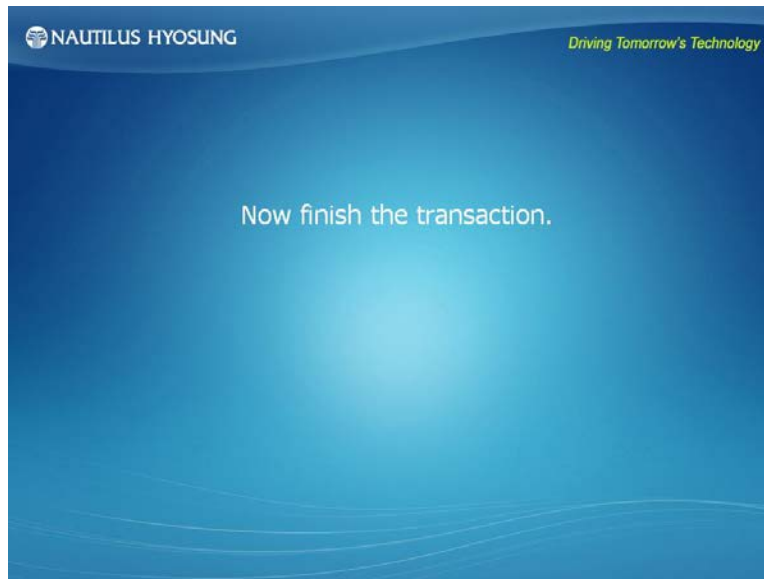 NAUTILUS HYOSUNG
Driving Tomorrow's Technology
Now finish the transaction.